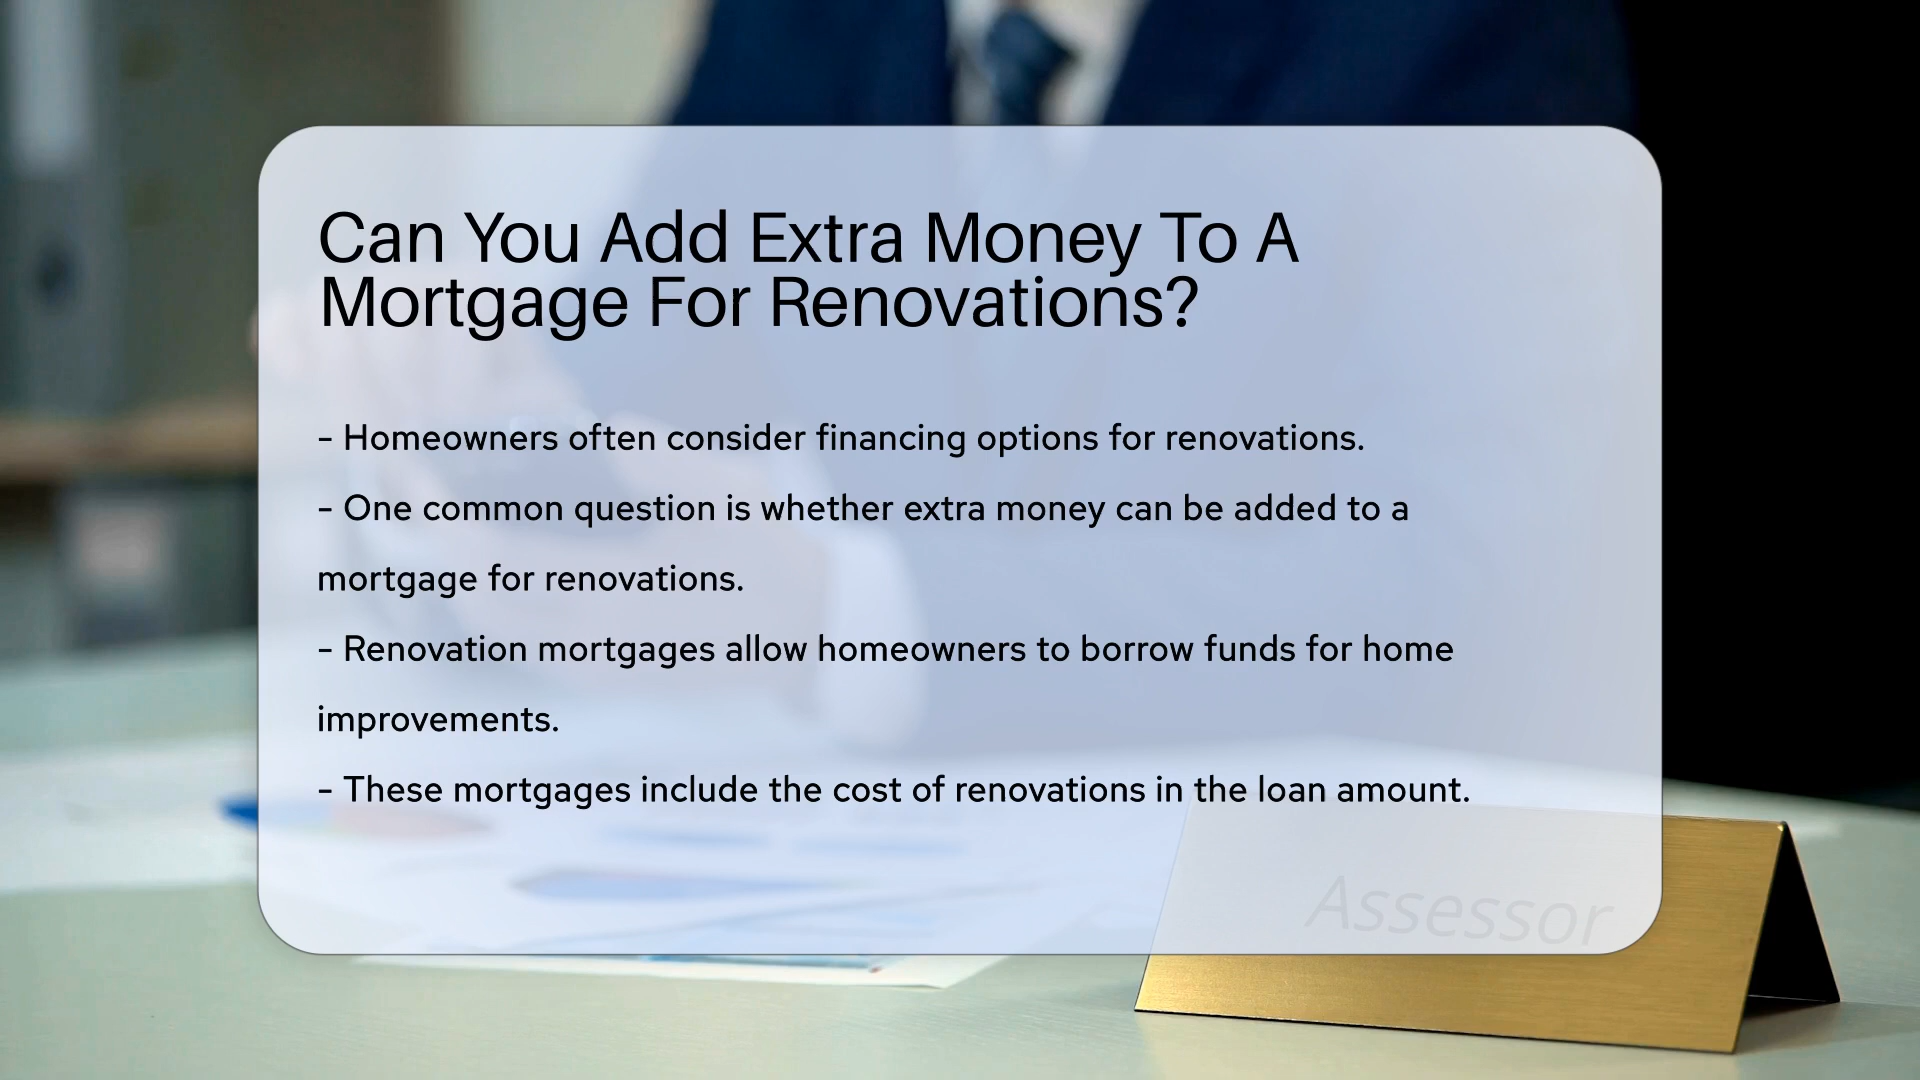 Can You Add Extra Money To A
Mortgage For Renovations?
– Homeowners often consider financing options for renovations.
– One common question is whether extra money can be added to a
mortgage for renovations.
– Renovation mortgages allow homeowners to borrow funds for home
improvements.
– These mortgages include the cost of renovations in the loan amount.
Assessor